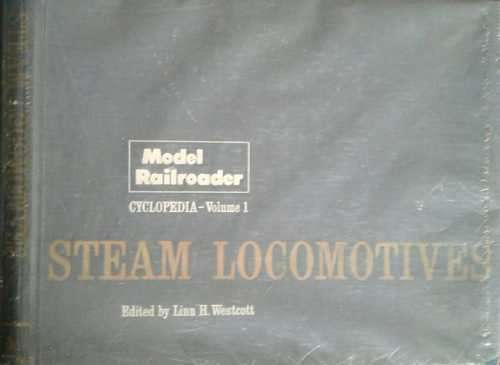 Model
Railroader
CYCLOPEDIA-Volume 1
STEAM LOCOMOTIVES
Edited by Linn H. Westcott